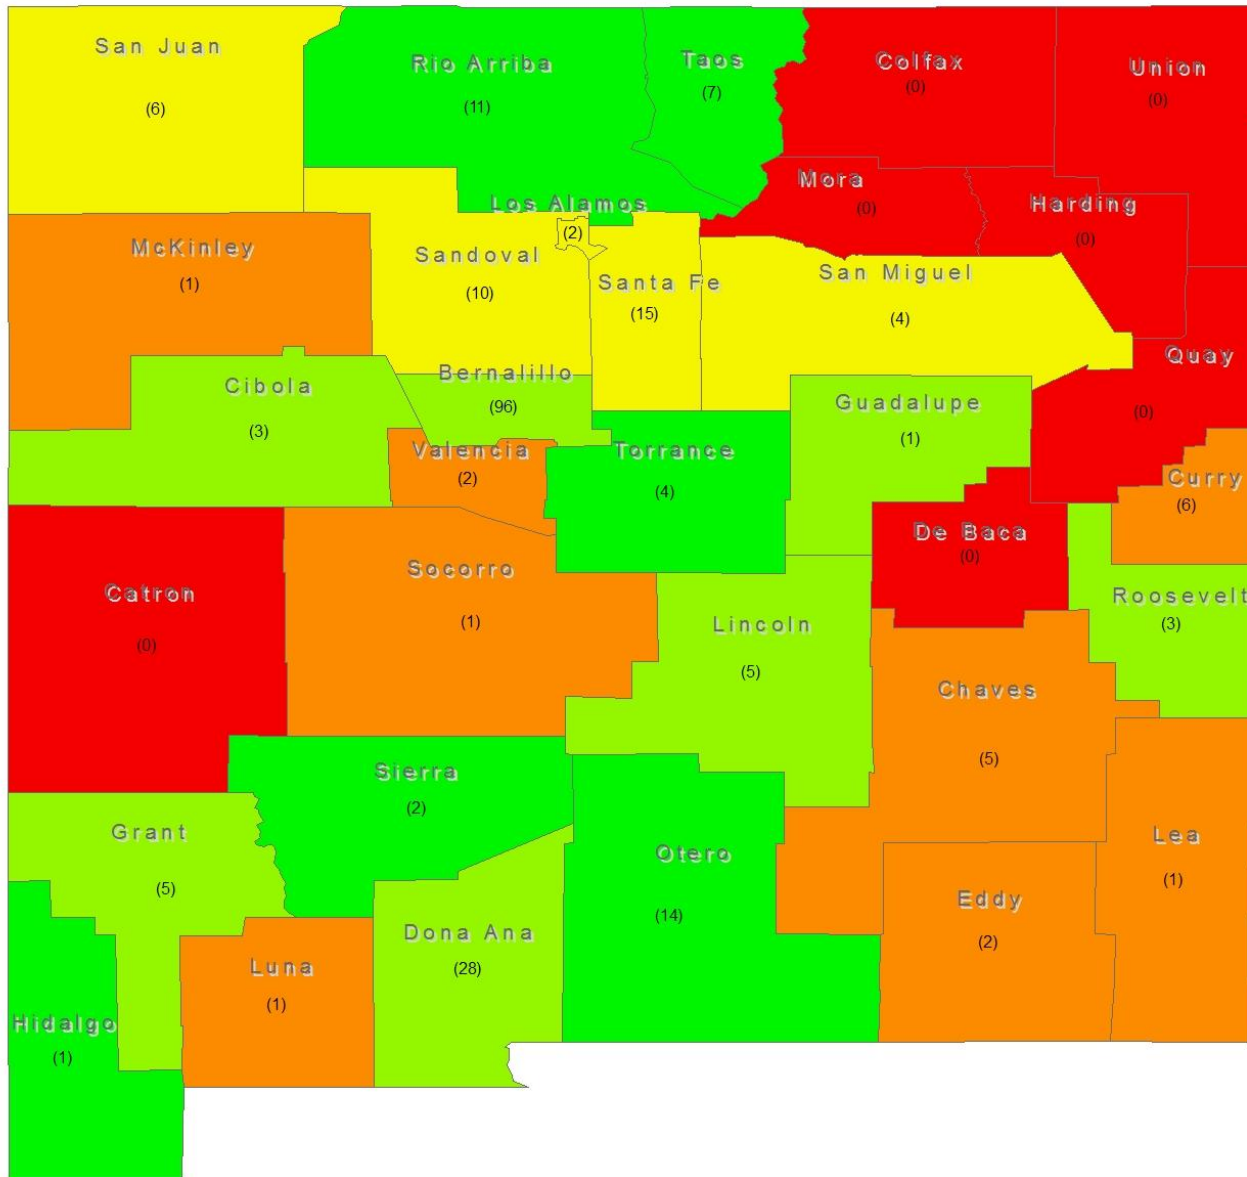 San Juan
(6)
Rio Arriba
(11)
Taos
(7)
Colfax
(0)
Union
(0)
Mora
(0)
Harding
(0)
Los Alamos
(2)
McKinley
(1)
Sandoval
(10)
Santa Fe
(15)
San Miguel
(4)
Quay
(0)
Cibola
(3)
Bernalillo
(96)
Guadalupe
(1)
Valencia
(2)
Torrance
(4)
Curry
(6)
De Baca
(0)
Catron
(0)
Socorro
(1)
Lincoln
(5)
Roosevelt
(3)
Chaves
(5)
Sierra
(2)
Grant
(5)
Otero
(14)
Lea
(1)
Eddy
(2)
Dona Ana
(28)
Luna
(1)
Hidalgo
(1)